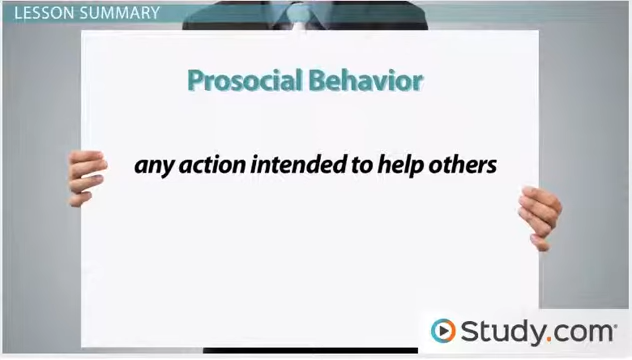 LESSON SUMMARY
Prosocial Behavior
any action intended to help others
Study.com